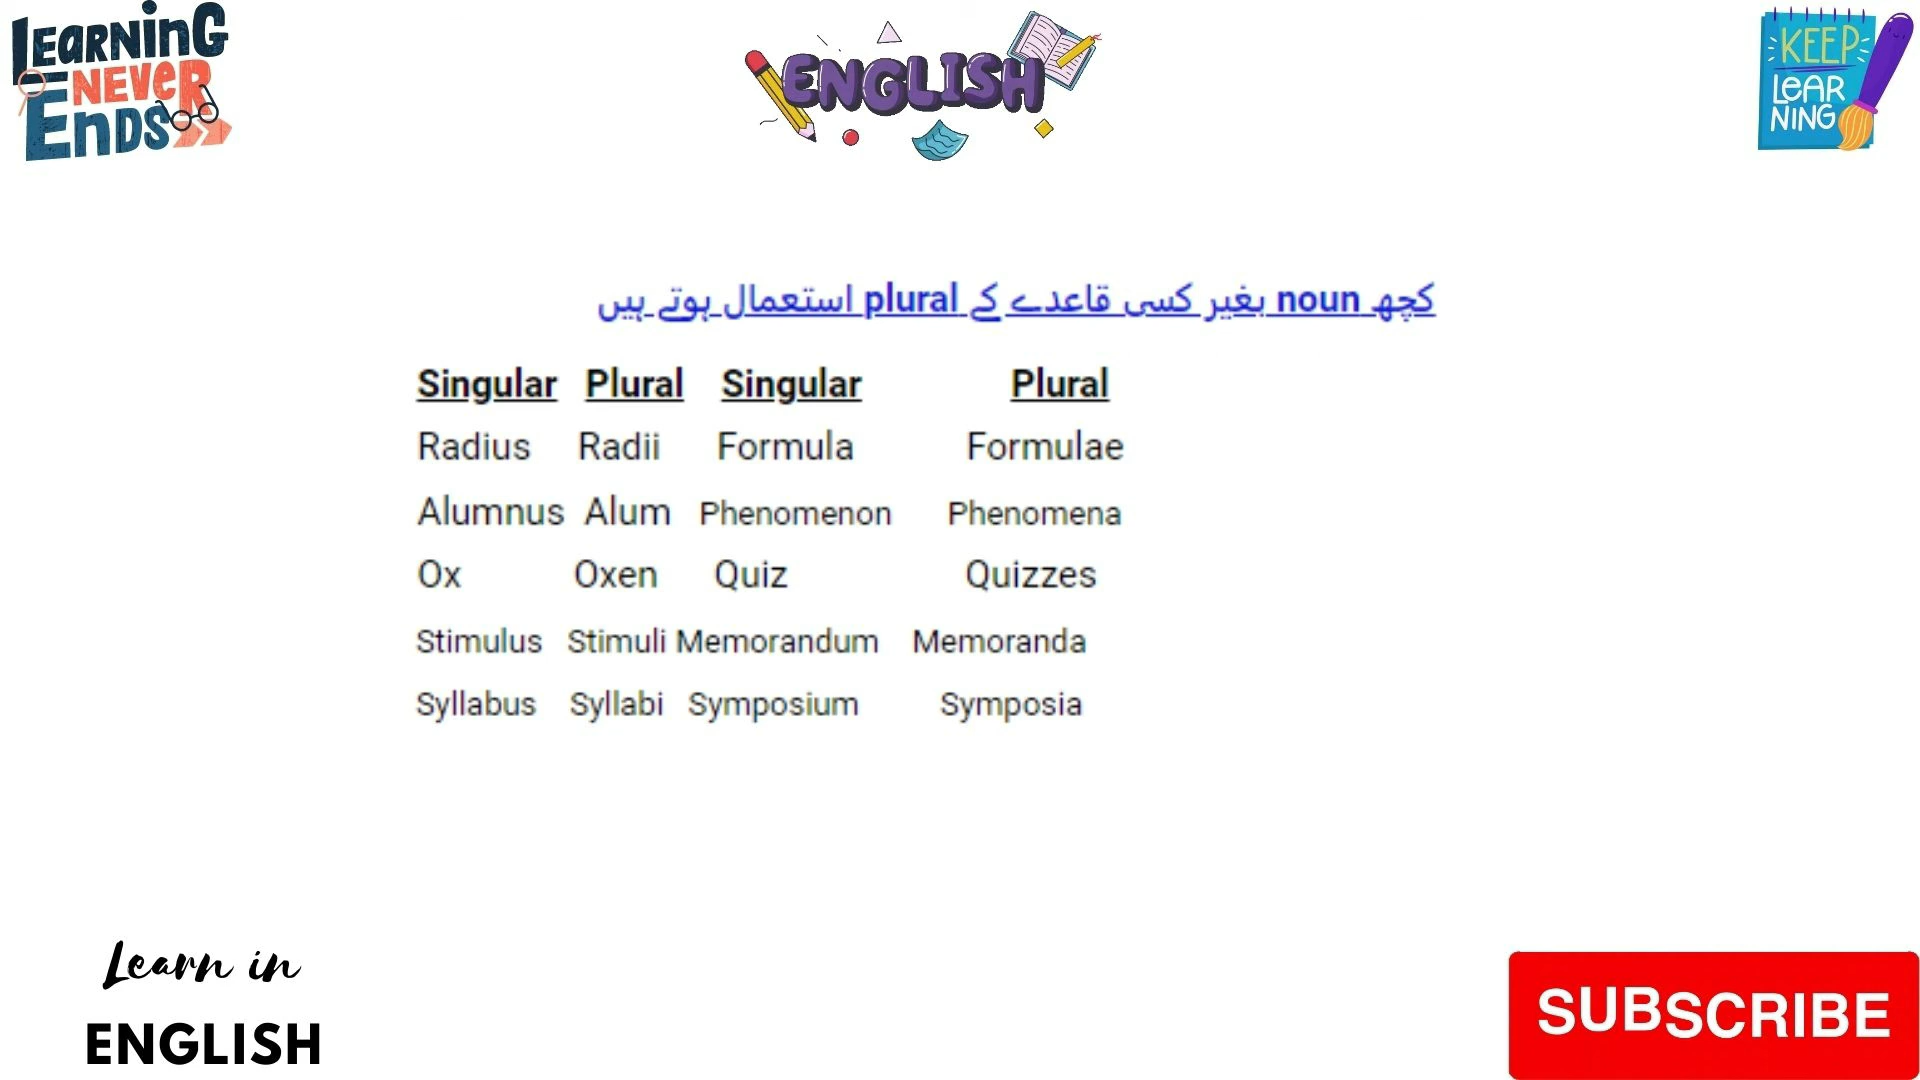 LEARNING
NEVER
ENDS
ENGLISH
KEEP
LEAR
NING
کچھ noun بغیر کسی قاعدے کے plural استعمال ہوتے ہیں
Singular Plural Singular Plural
Radius Radii Formula Formulae
Alumnus Alum Phenomenon Phenomena
Ox Oxen Quiz Quizzes
Stimulus Stimuli Memorandum Memoranda
Syllabus Syllabi Symposium Symposia
Learn in
ENGLISH
SUBSCRIBE